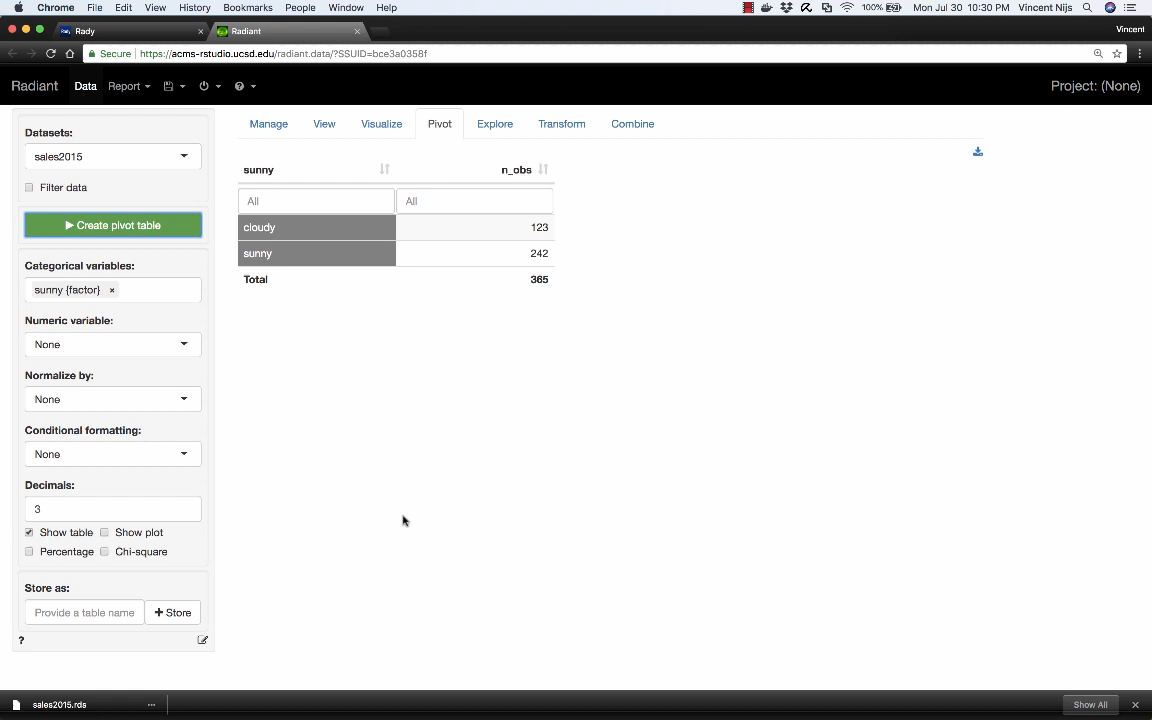 Chrome File Edit View History Bookmarks People Window Help 100% Mon Jul 30 10:30 PM Vincent Nijs
Rady Radiant Vincent
Secure https://acms-rstudio.ucsd.edu/radiant.data/?SSUID=bce3a0358f
Radiant Data Report Project: (None)
Manage View Visualize Pivot Explore Transform Combine
Datasets:
sales2015
Filter data
Create pivot table
Categorical variables:
sunny {factor} ×
Numeric variable:
None
Normalize by:
None
Conditional formatting:
None
Decimals:
3
Show table Show plot
Percentage Chi-square
Store as:
Provide a table name + Store
?
sunny n_obs
All All
cloudy 123
sunny 242
Total 365
sales2015.rds Show All